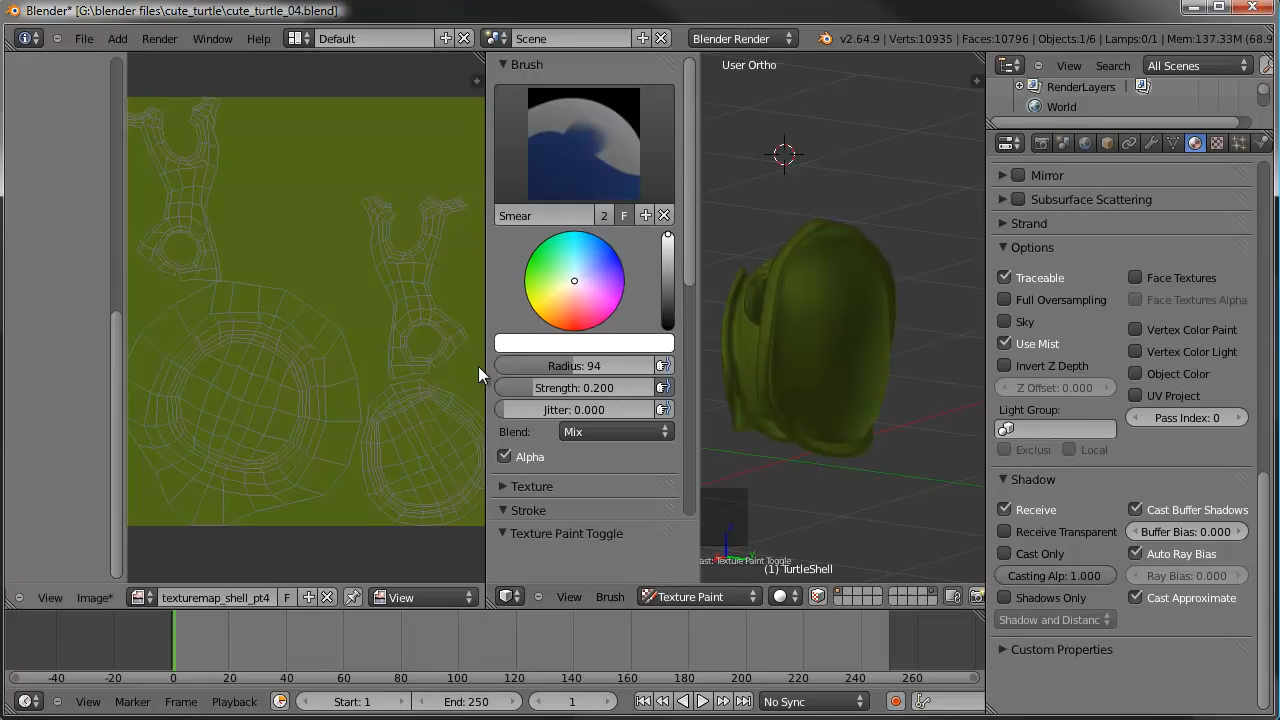 Blender* [G:\blender files\cute_turtle\cute_turtle_04.blend]
File Add Render Window Help Default Scene Blender Render v2.64.9 | Verts:10935 | Faces:10796 | Objects:1/6 | Lamps:0/1 | Mem:137.33M (68.9
Brush
User Ortho
View Search All Scenes
RenderLayers
World
Mirror
Subsurface Scattering
Smear 2 F
Strand
Options
Traceable Face Textures
Full Oversampling Face Textures Alpha
Sky Vertex Color Paint
Use Mist Vertex Color Light
Invert Z Depth Object Color
Z Offset: 0.000 UV Project
Light Group: Pass Index: 0
Exclusi Local
Radius: 94
Strength: 0.200
Jitter: 0.000
Blend: Mix
Alpha
Texture
Stroke
Texture Paint Toggle
Shadow
Receive Cast Buffer Shadows
Receive Transparent Buffer Bias: 0.000
Cast Only Auto Ray Bias
Casting Alp: 1.000 Ray Bias: 0.000
Shadows Only Cast Approximate
Shadow and Distanc
Custom Properties
ast: Texture Paint Toggle
(1) TurtleShell
View Image* texturemap_shell_pt4 F View
View Brush Texture Paint
-40 -20 0 20 40 60 80 100 120 140 160 180 200 220 240 260
View Marker Frame Playback Start: 1 End: 250 1 No Sync